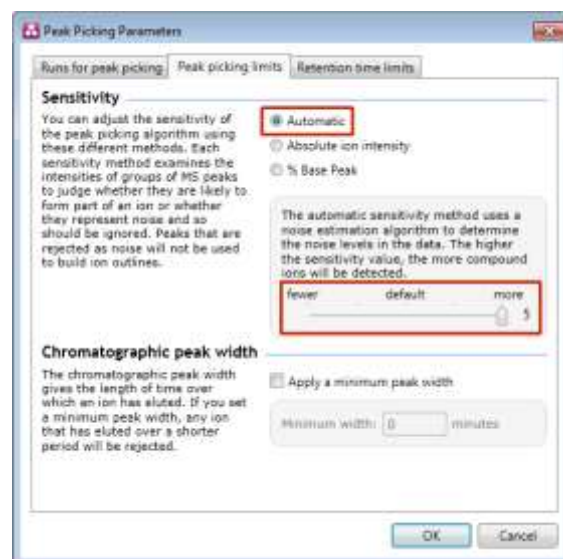 Peak Picking Parameters
Runs for peak picking
Peak picking limits
Retention time limits
Sensitivity
You can adjust the sensitivity of
the peak picking algorithm using
these different methods. Each
sensitivity method examines the
intensities of groups of MS peaks
to judge whether they are likely to
form part of an ion or whether
they represent noise and so
should be ignored. Peaks that are
rejected as noise will not be used
to build ion outlines.
Automatic
Absolute ion intensity
% Base Peak
The automatic sensitivity method uses a
noise estimation algorithm to determine
the noise levels in the data. The higher
the sensitivity value, the more compound
ions will be detected.
fewer default more
5
Chromatographic peak width
The chromatographic peak width
gives the length of time over
which an ion has eluted. If you set
a minimum peak width, any ion
that has eluted over a shorter
period will be rejected.
Apply a minimum peak width
Minimum width: 0 minutes
OK Cancel